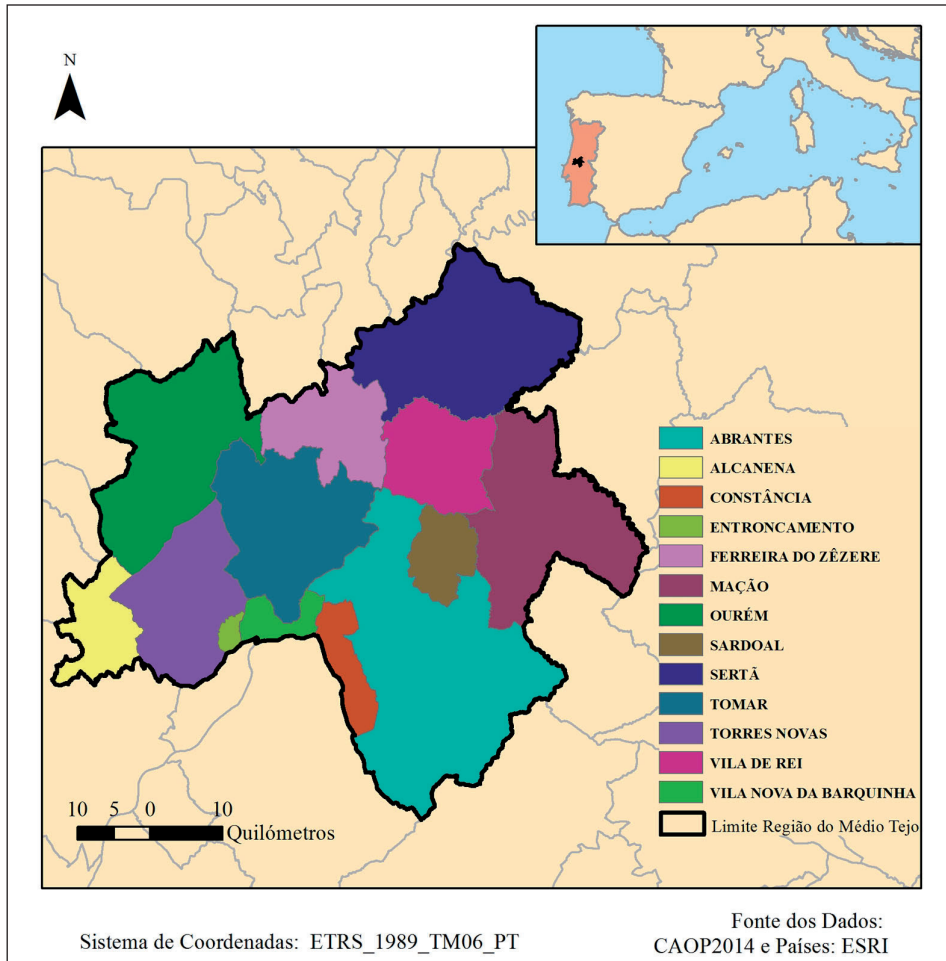 N
ABRANTES
ALCANENA
CONSTÂNCIA
ENTRONCAMENTO
FERREIRA DO ZÊZERE
MAÇÃO
OURÉM
SARDOAL
SERTÃ
TOMAR
TORRES NOVAS
VILA DE REI
VILA NOVA DA BARQUINHA
Limite Região do Médio Tejo
10 5 0 10
Quilómetros
Sistema de Coordenadas: ETRS_1989_TM06_PT
Fonte dos Dados:
CAOP2014 e Países: ESRI